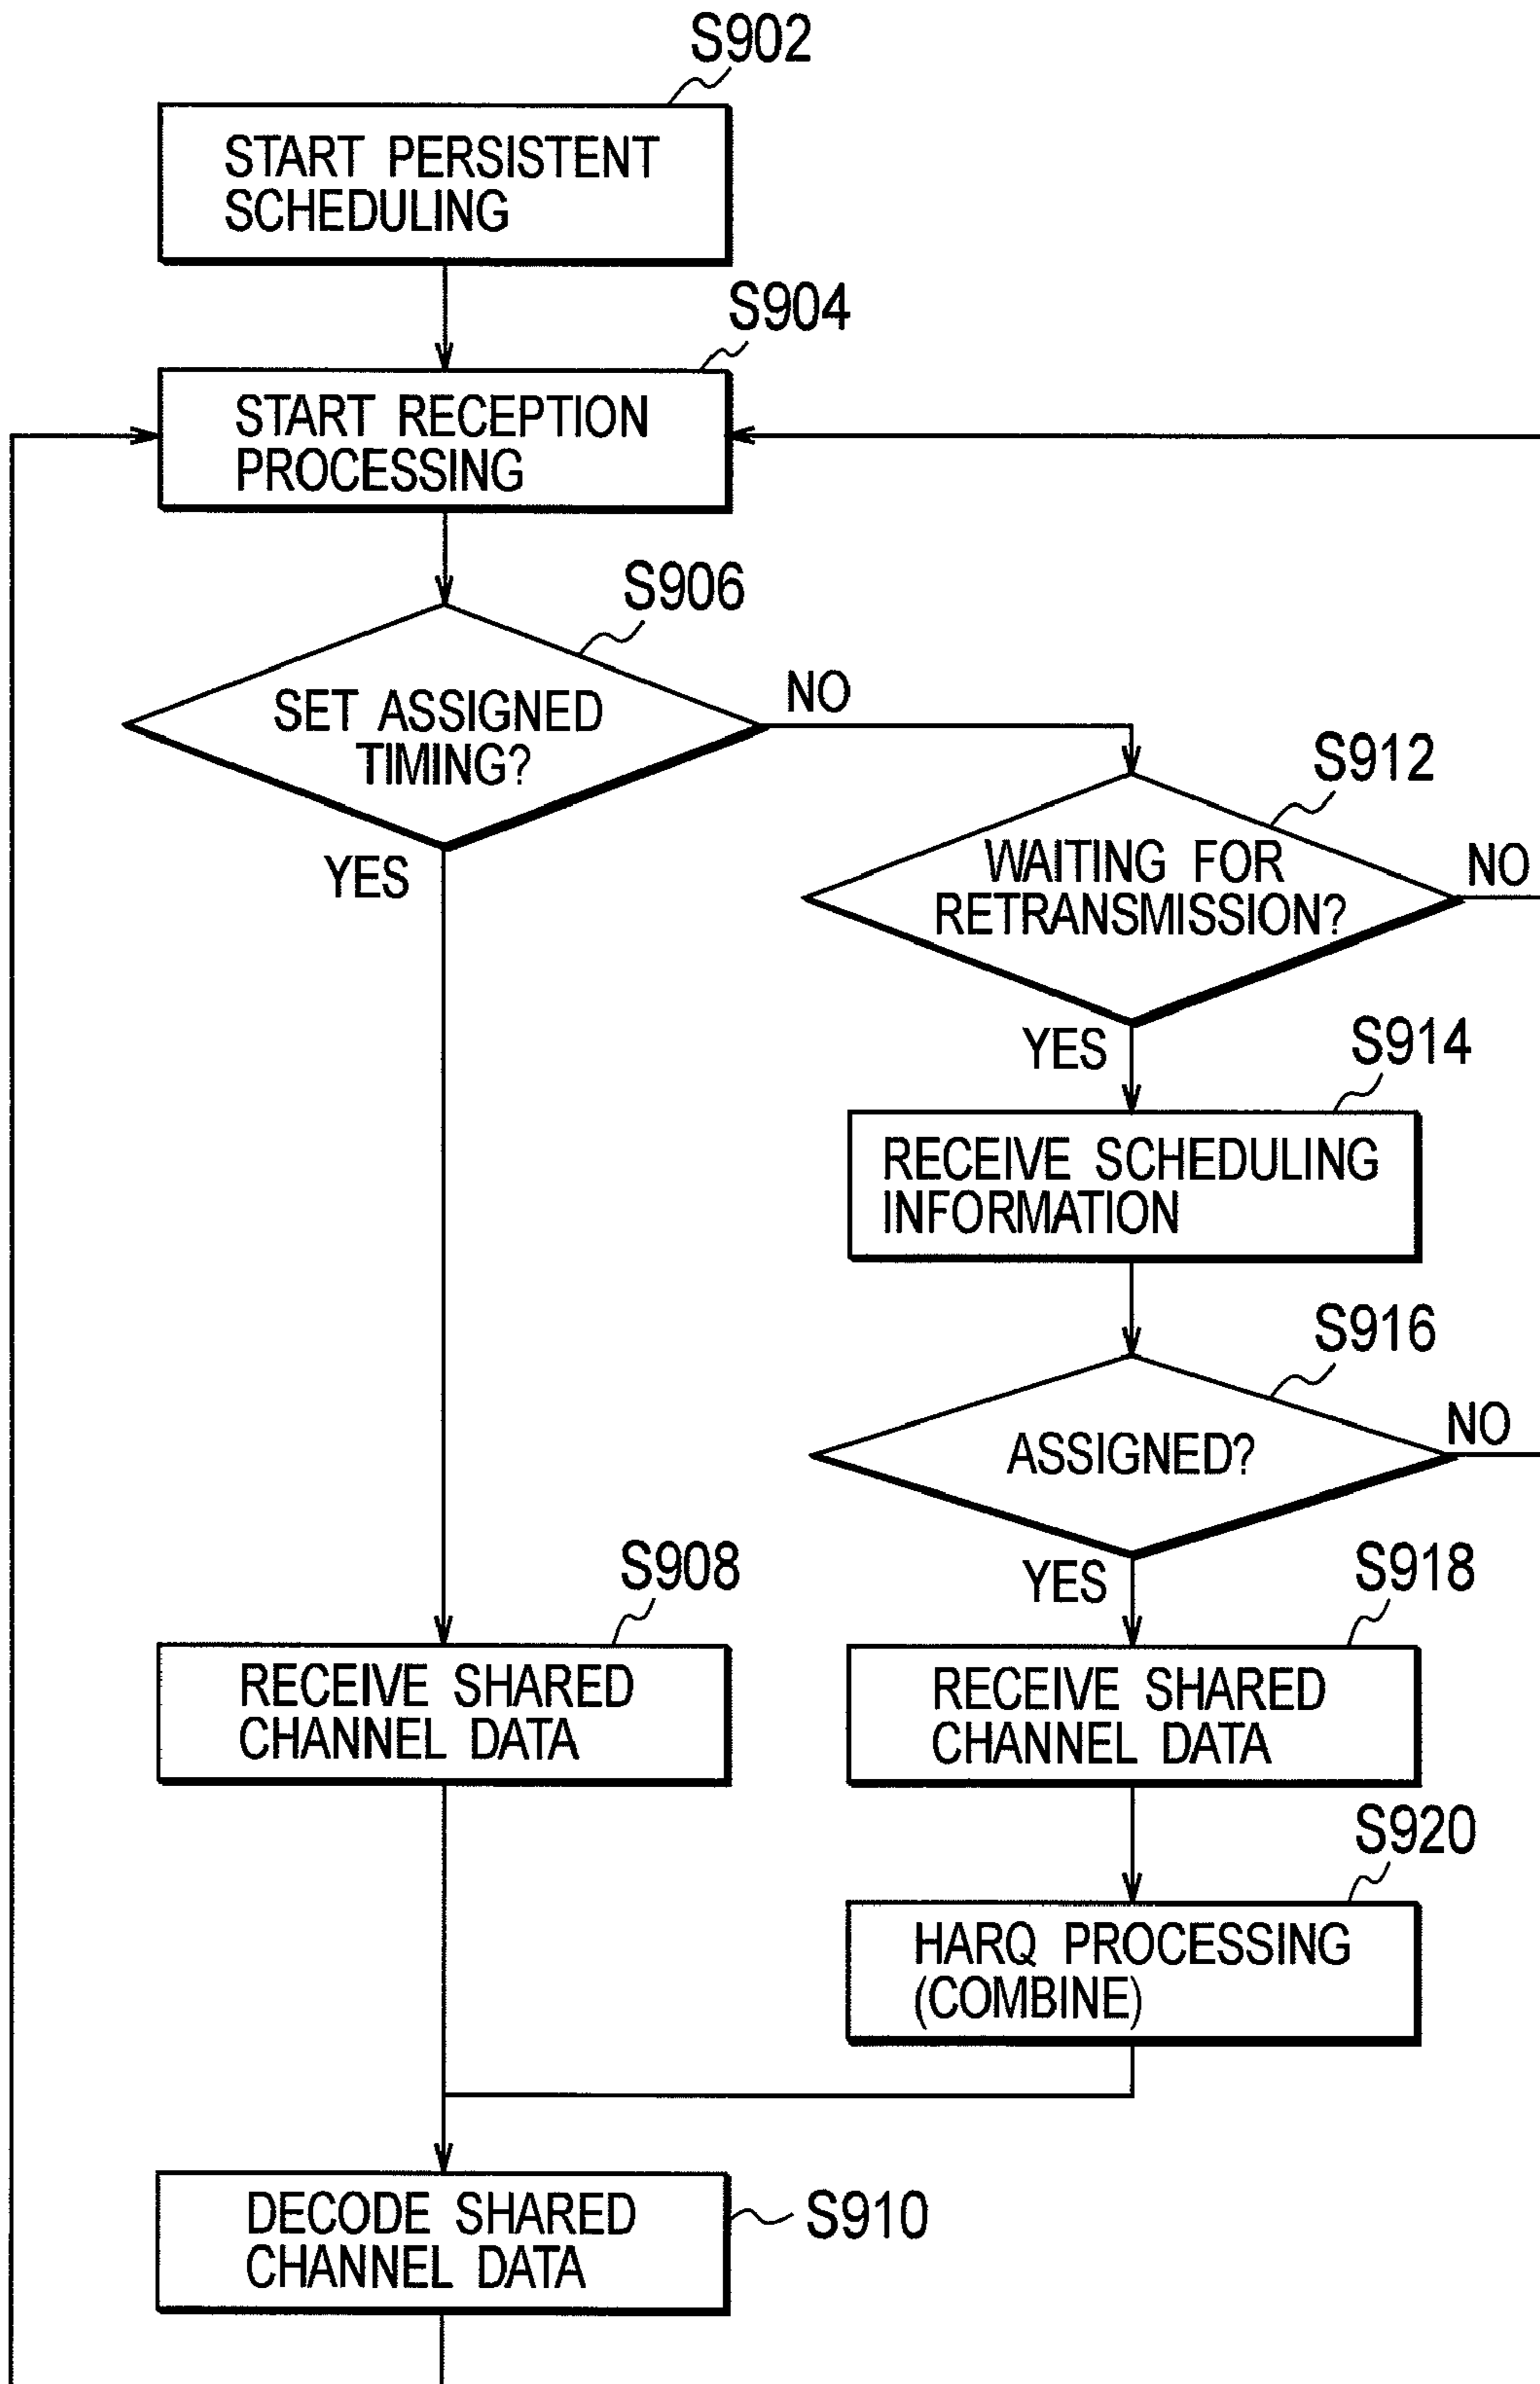 S902
START PERSISTENT
SCHEDULING
S904
START RECEPTION
PROCESSING
S906
SET ASSIGNED
TIMING?
NO
YES
S912
WAITING FOR
RETRANSMISSION?
NO
YES
S914
RECEIVE SCHEDULING
INFORMATION
S916
ASSIGNED?
NO
YES
S908
RECEIVE SHARED
CHANNEL DATA
S918
RECEIVE SHARED
CHANNEL DATA
S920
HARQ PROCESSING
(COMBINE)
DECODE SHARED
CHANNEL DATA
S910